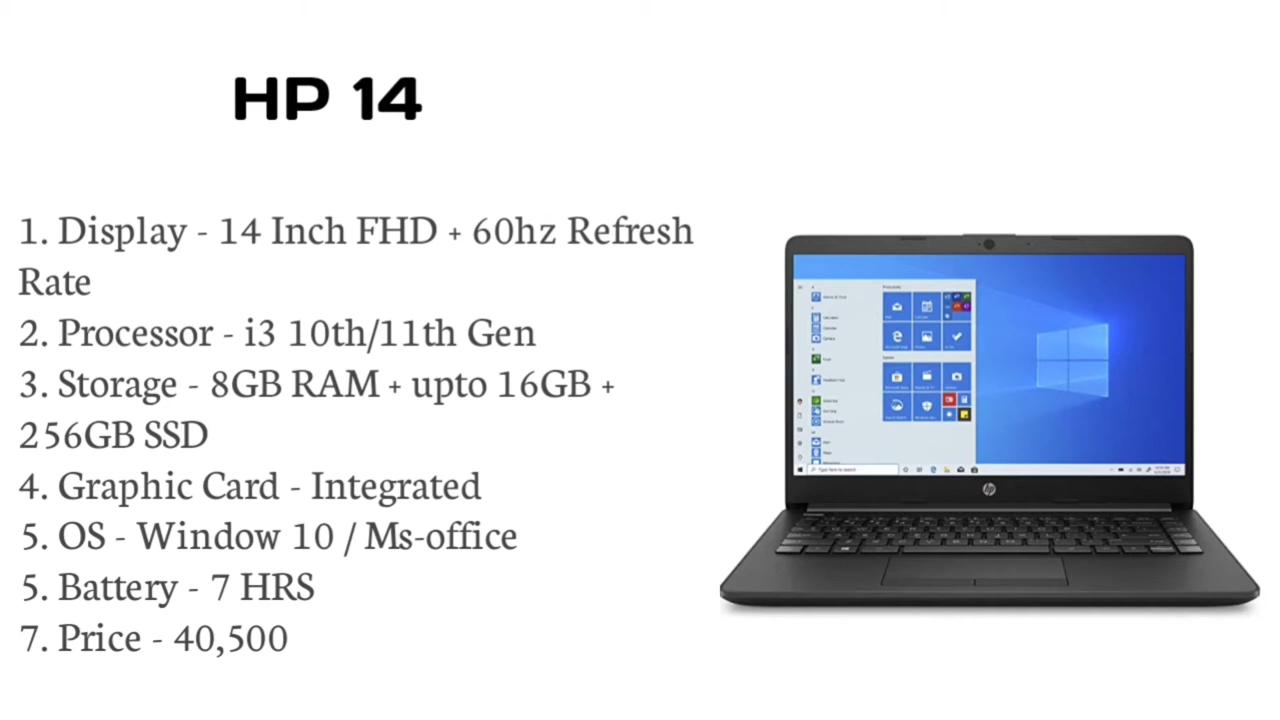 HP 14
1. Display - 14 Inch FHD + 60hz Refresh
Rate
2. Processor - i3 10th/11th Gen
3. Storage - 8GB RAM + upto 16GB +
256GB SSD
4. Graphic Card - Integrated
5. OS - Window 10 / Ms-office
5. Battery - 7 HRS
7. Price - 40,500
hp